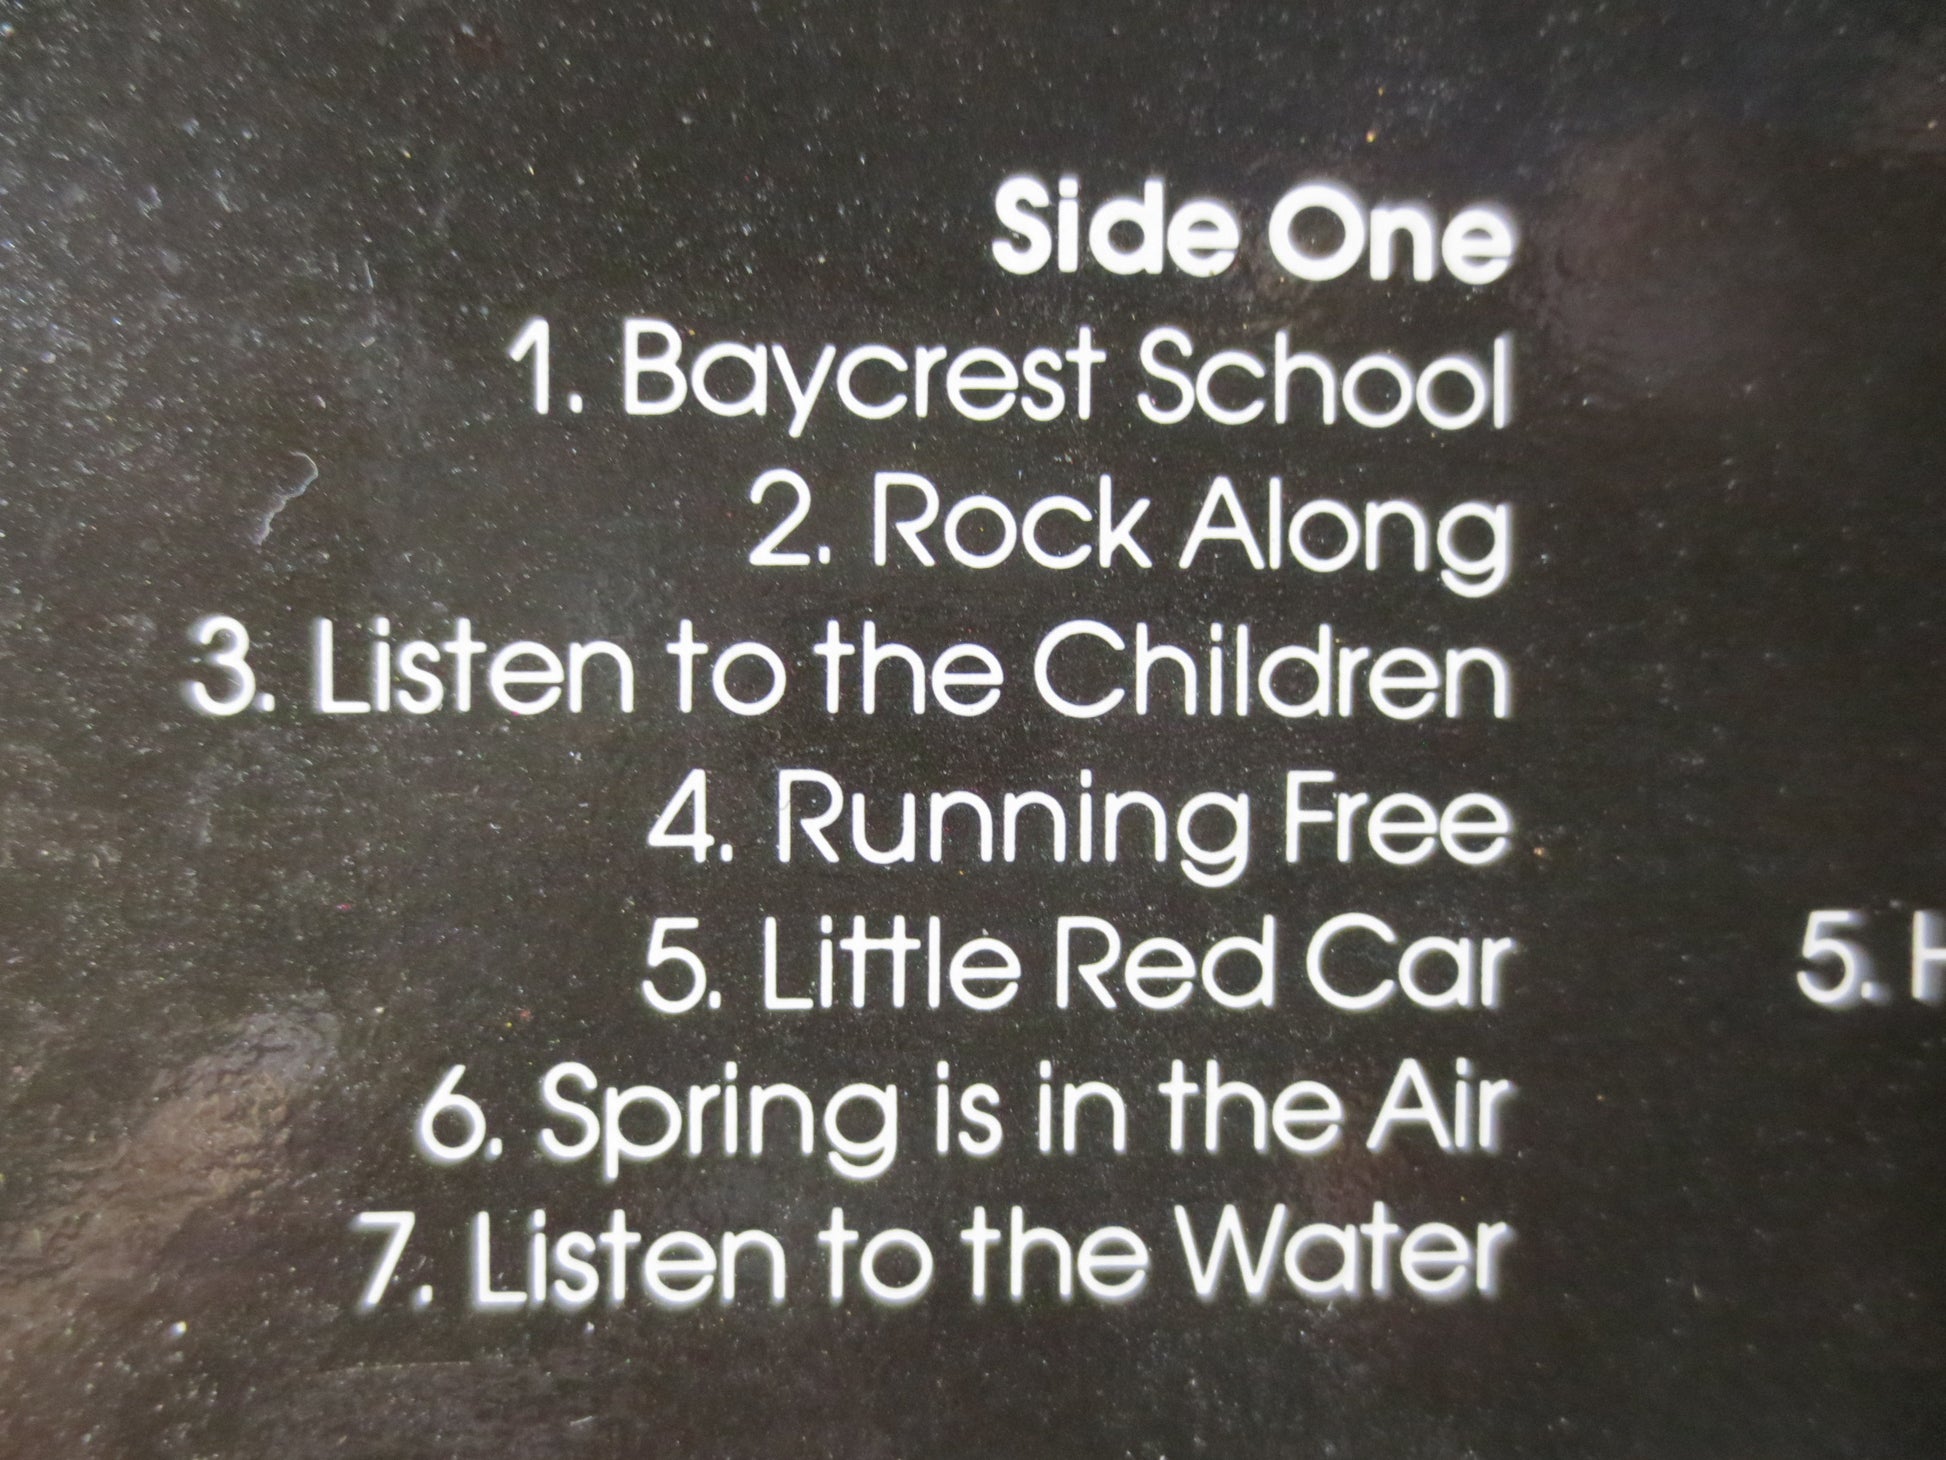 Side One
1. Baycrest School
2. Rock Along
3. Listen to the Children
4. Running Free
5. Little Red Car
6. Spring is in the Air
7. Listen to the Water
5.